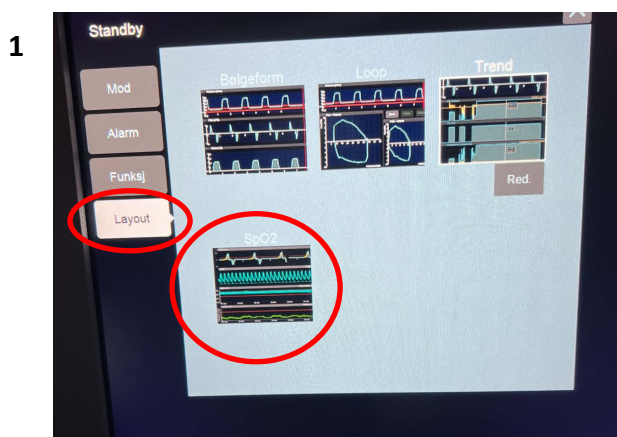 1
Standby
Mod
Alarm
Funksj
Layout
Bølgeform
Loop
Trend
Red.
SpO2